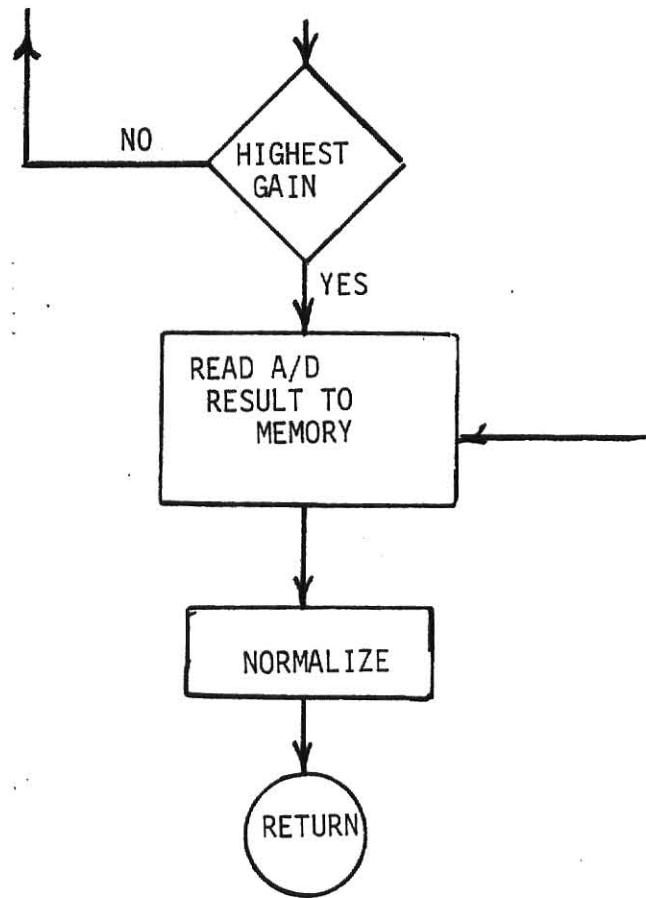 NO
HIGHEST
GAIN
YES
READ A/D
RESULT TO
MEMORY
NORMALIZE
RETURN